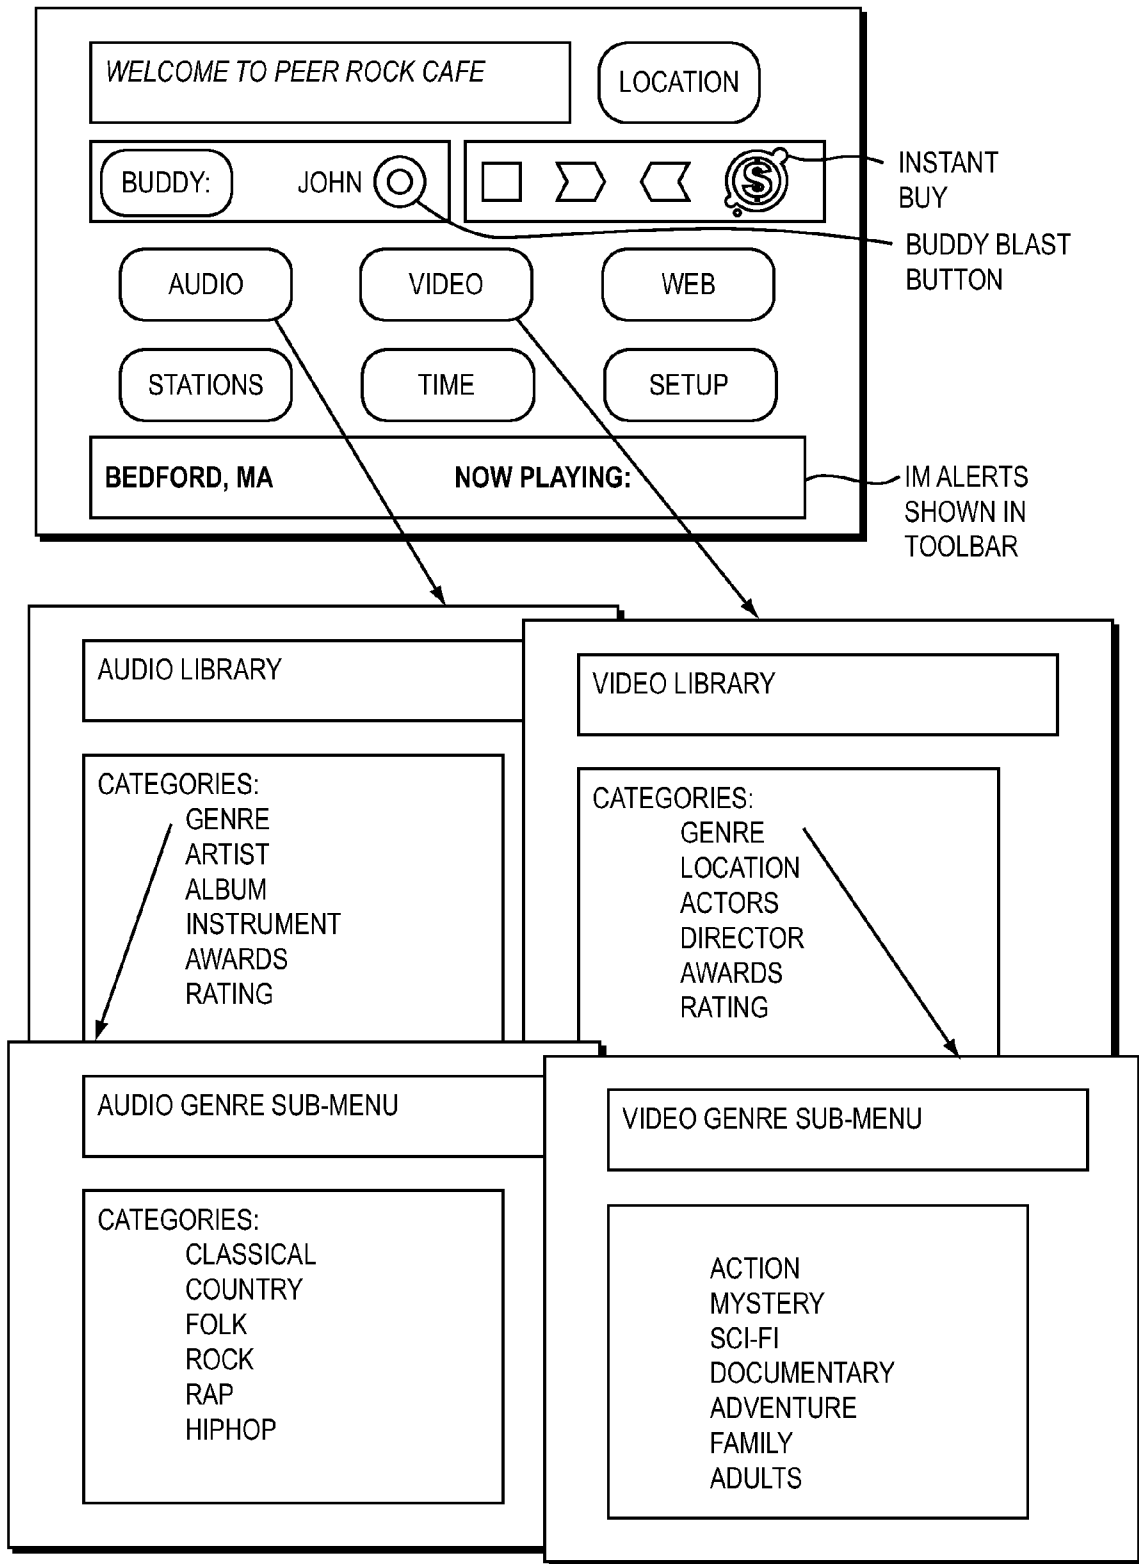 WELCOME TO PEER ROCK CAFE
LOCATION
BUDDY: JOHN
$
INSTANT
BUY
BUDDY BLAST
BUTTON
AUDIO VIDEO WEB
STATIONS TIME SETUP
BEDFORD, MA NOW PLAYING:
IM ALERTS
SHOWN IN
TOOLBAR
AUDIO LIBRARY
CATEGORIES:
GENRE
ARTIST
ALBUM
INSTRUMENT
AWARDS
RATING
VIDEO LIBRARY
CATEGORIES:
GENRE
LOCATION
ACTORS
DIRECTOR
AWARDS
RATING
AUDIO GENRE SUB-MENU
CATEGORIES:
CLASSICAL
COUNTRY
FOLK
ROCK
RAP
HIPHOP
VIDEO GENRE SUB-MENU
ACTION
MYSTERY
SCI-FI
DOCUMENTARY
ADVENTURE
FAMILY
ADULTS